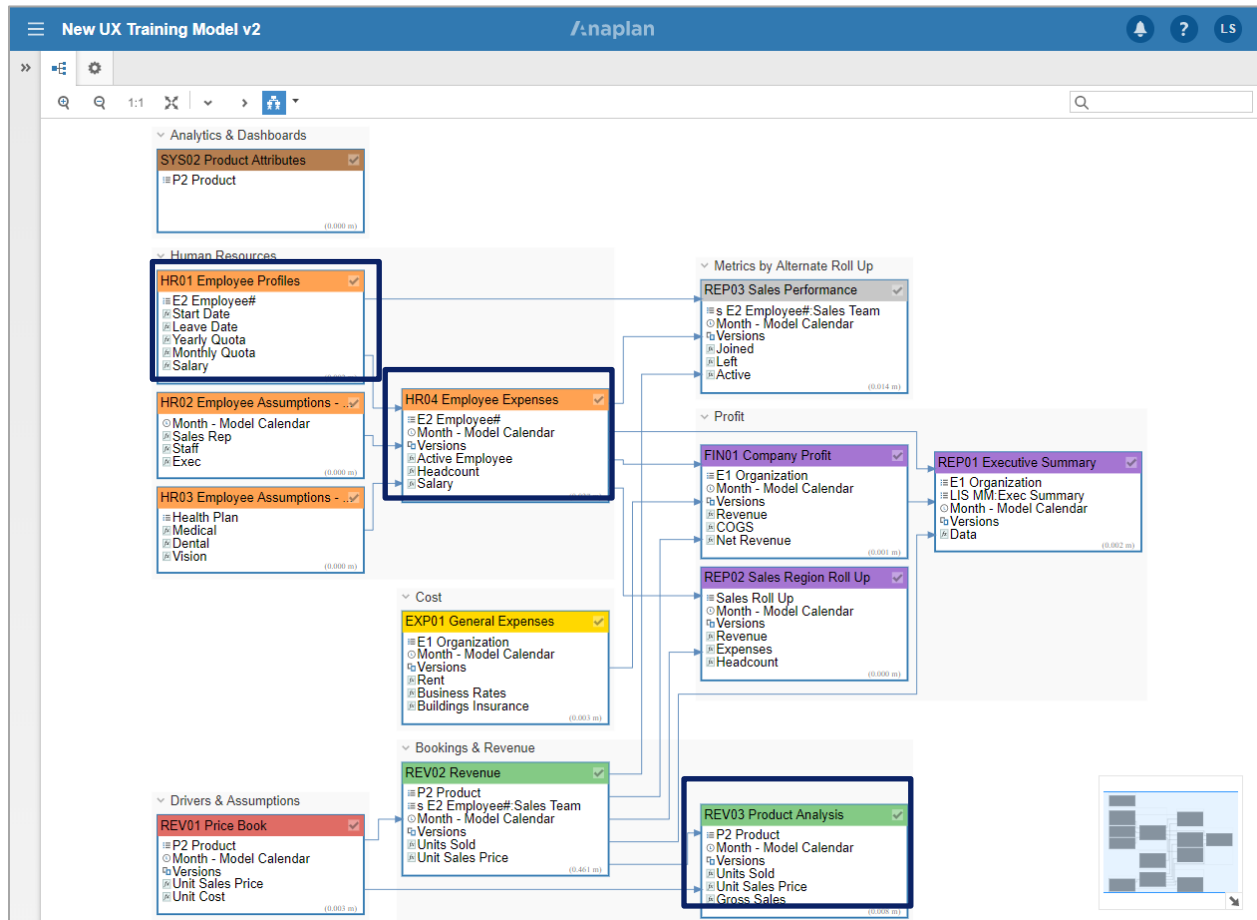 New UX Training Model v2
Anaplan
? LS
1:1
Analytics & Dashboards
SYS02 Product Attributes
P2 Product
(0.000 m)
Human Resources
HR01 Employee Profiles
E2 Employee#
Start Date
Leave Date
Yearly Quota
Monthly Quota
Salary
HR02 Employee Assumptions - ...
Month - Model Calendar
Sales Rep
Staff
Exec
(0.000 m)
HR03 Employee Assumptions - ...
Health Plan
Medical
Dental
Vision
(0.000 m)
HR04 Employee Expenses
E2 Employee#
Month - Model Calendar
Versions
Active Employee
Headcount
Salary
Metrics by Alternate Roll Up
REP03 Sales Performance
s E2 Employee#:Sales Team
Month - Model Calendar
Versions
Joined
Left
Active
(0.014 m)
Profit
FIN01 Company Profit
E1 Organization
Month - Model Calendar
Versions
Revenue
COGS
Net Revenue
(0.001 m)
REP01 Executive Summary
E1 Organization
LIS MM:Exec Summary
Month - Model Calendar
Versions
Data
(0.002 m)
REP02 Sales Region Roll Up
Sales Roll Up
Month - Model Calendar
Versions
Revenue
Expenses
Headcount
(0.000 m)
Cost
EXP01 General Expenses
E1 Organization
Month - Model Calendar
Versions
Rent
Business Rates
Buildings Insurance
(0.003 m)
Bookings & Revenue
REV02 Revenue
P2 Product
s E2 Employee#:Sales Team
Month - Model Calendar
Versions
Units Sold
Unit Sales Price
(0.461 m)
Drivers & Assumptions
REV01 Price Book
P2 Product
Month - Model Calendar
Versions
Unit Sales Price
Unit Cost
(0.003 m)
REV03 Product Analysis
P2 Product
Month - Model Calendar
Versions
Units Sold
Unit Sales Price
Gross Sales
(0.008 m)